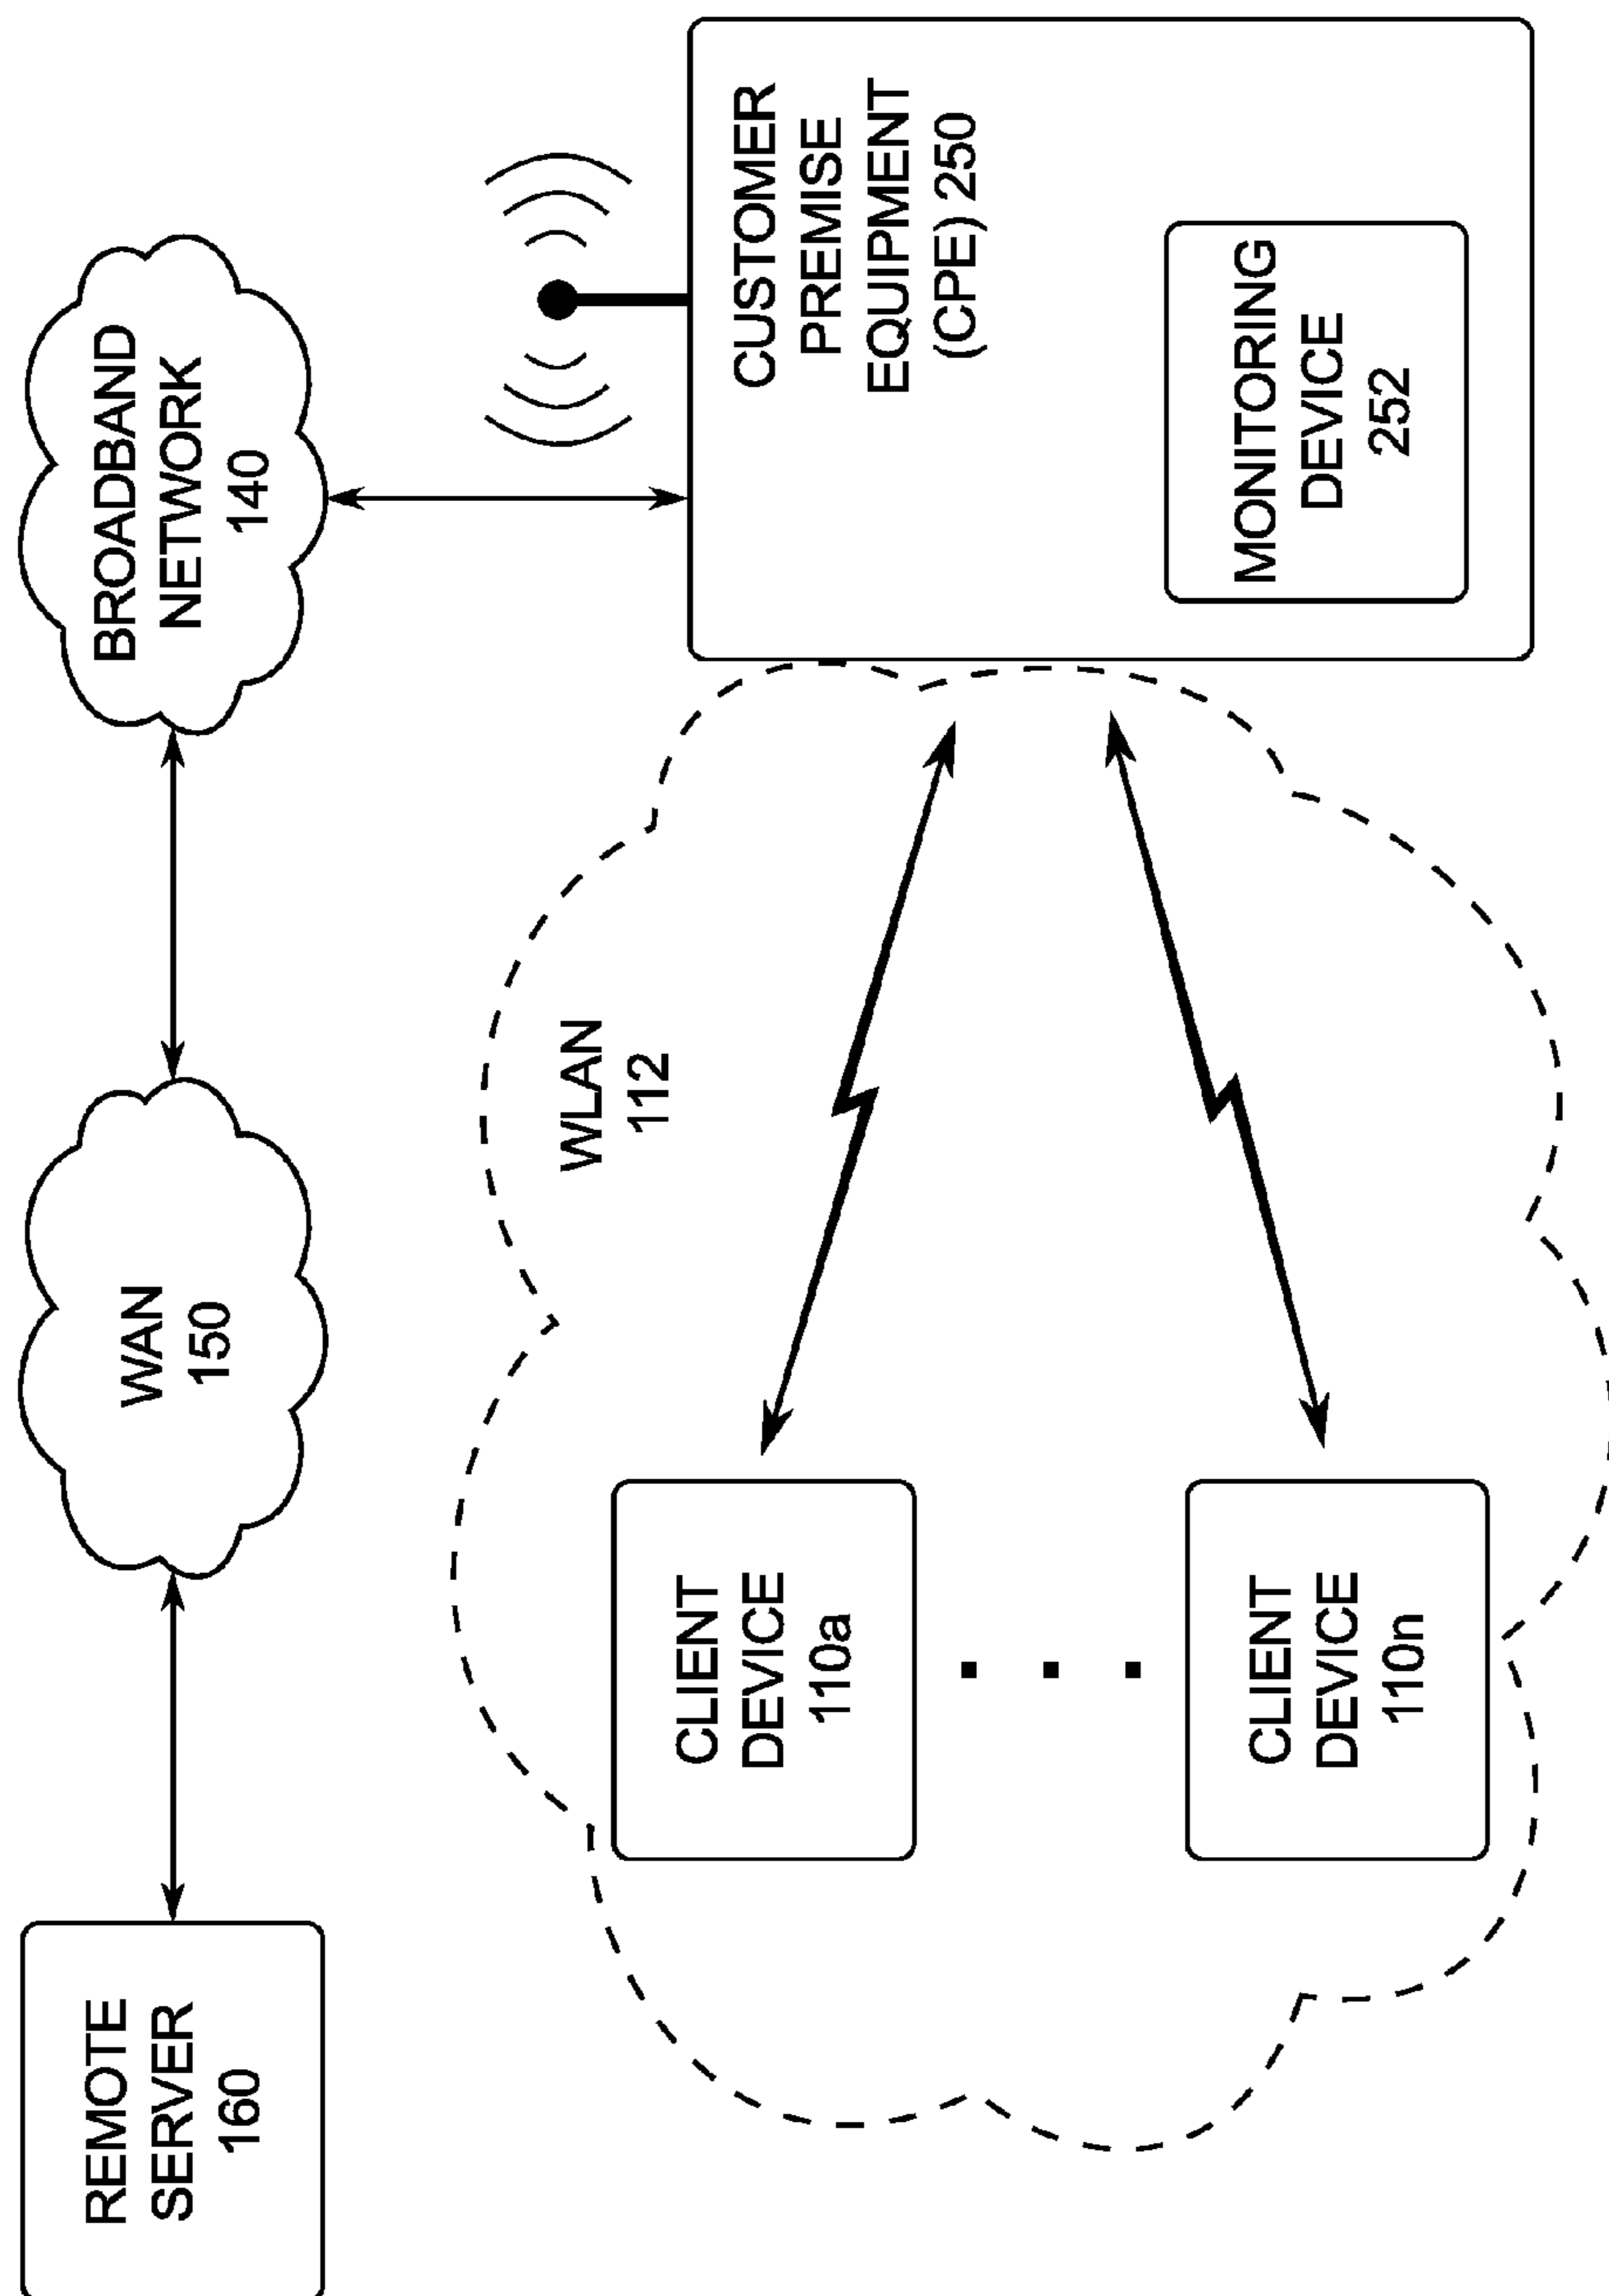 REMOTE
SERVER
160
WAN
150
BROADBAND
NETWORK
140
WLAN
112
CLIENT
DEVICE
110a
CLIENT
DEVICE
110n
CUSTOMER
PREMISE
EQUIPMENT
(CPE) 250
MONITORING
DEVICE
252